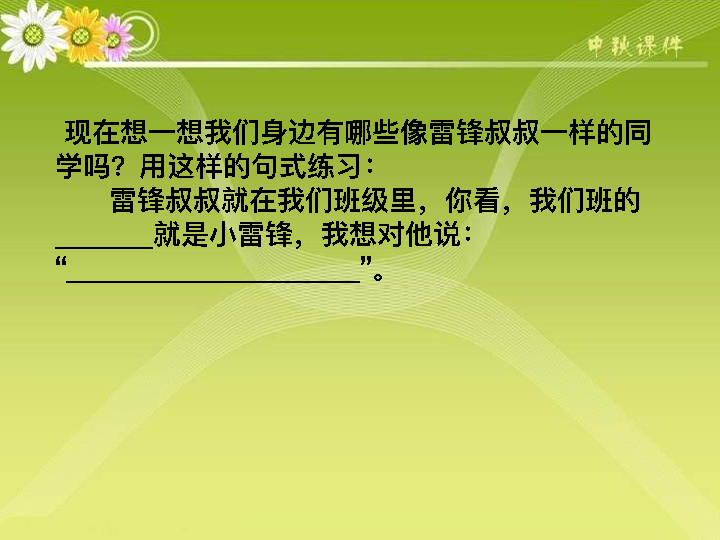 中秋课件
现在想一想我们身边有哪些像雷锋叔叔一样的同
学吗？用这样的句式练习：
雷锋叔叔就在我们班级里，你看，我们班的
_______就是小雷锋，我想对他说：
“_____________________”。